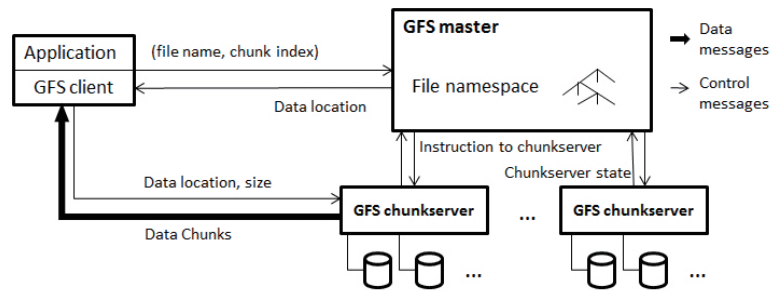 GFS master
Application
(file name, chunk index)
GFS client
File namespace
Data location
Data
messages
Control
messages
Instruction to chunkserver
Chunkserver state
Data location, size
GFS chunkserver
...
GFS chunkserver
Data Chunks
...
...